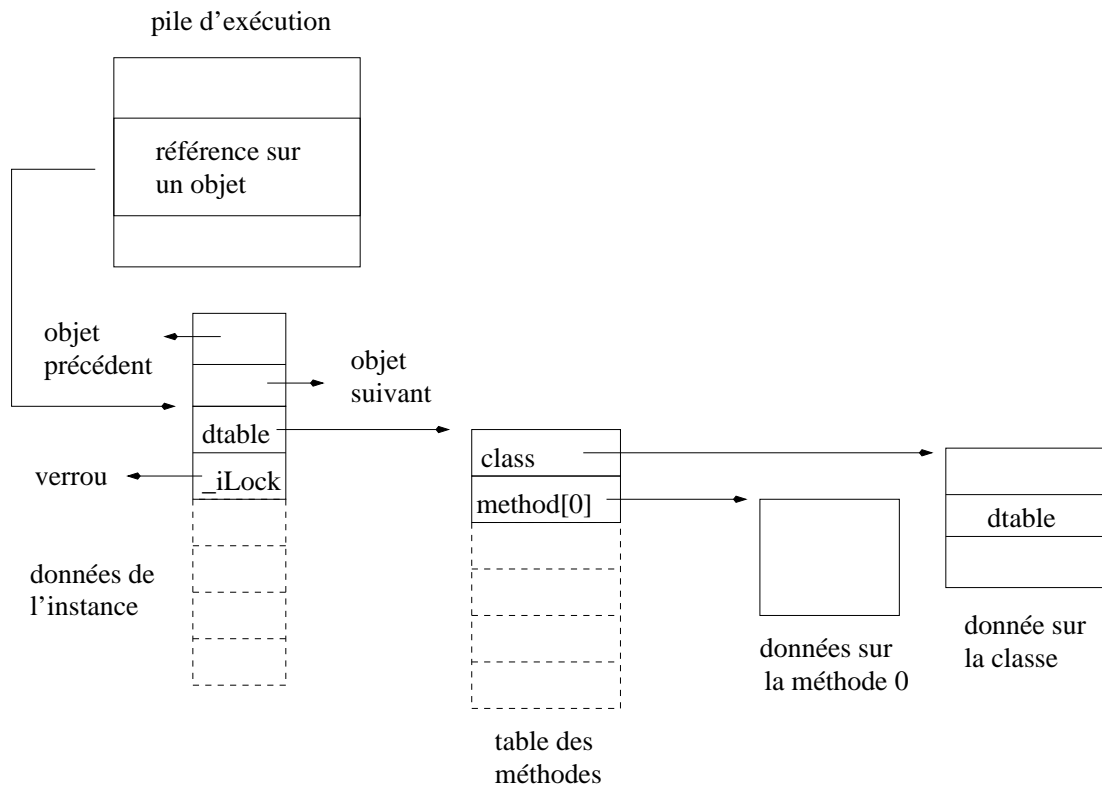 pile d'exécution
référence sur
un objet
objet
précédent
objet
suivant
dtable
verrou
_iLock
class
method[0]
dtable
données de
l'instance
données sur
la méthode 0
donnée sur
la classe
table des
méthodes